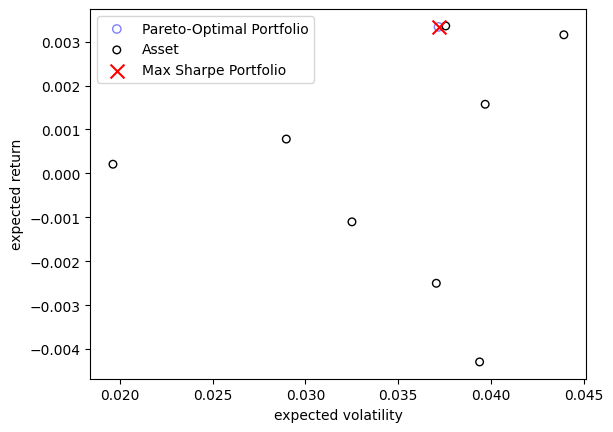 Pareto-Optimal Portfolio
Asset
Max Sharpe Portfolio
expected return
0.003
0.002
0.001
0.000
−0.001
−0.002
−0.003
−0.004
0.020
0.025
0.030
0.035
0.040
0.045
expected volatility